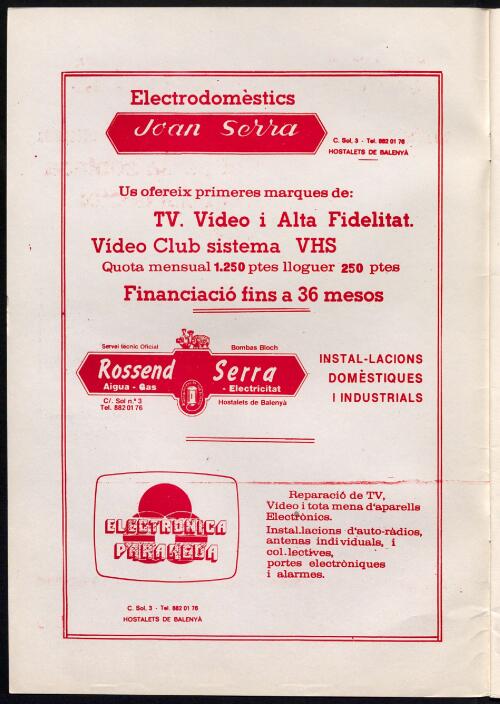 Electrodomèstics
Joan Serra
C. Sol, 3 - Tel. 882 01 76
HOSTALETS DE BALENYÀ
Us ofereix primeres marques de:
TV. Vídeo i Alta Fidelitat.
Vídeo Club sistema VHS
Quota mensual 1.250 ptes lloguer 250 ptes
Financiació fins a 36 mesos
Servei tècnic Oficial
Bombas Bloch
Rossend Serra
Aigua - Gas - Electricitat
C/. Sol n.º 3
Tel. 882 01 76
Hostalets de Balenyà
INSTAL-LACIONS
DOMÈSTIQUES
I INDUSTRIALS
ELECTRONICA
PARAREDA
Reparació de TV,
Vídeo i tota mena d'aparells
Electrònics.
Instal.lacions d'auto-ràdios,
antenas individuals, i
col.lectives,
portes electròniques
i alarmes.
C. Sol, 3 - Tel. 882 01 76
HOSTALETS DE BALENYÀ